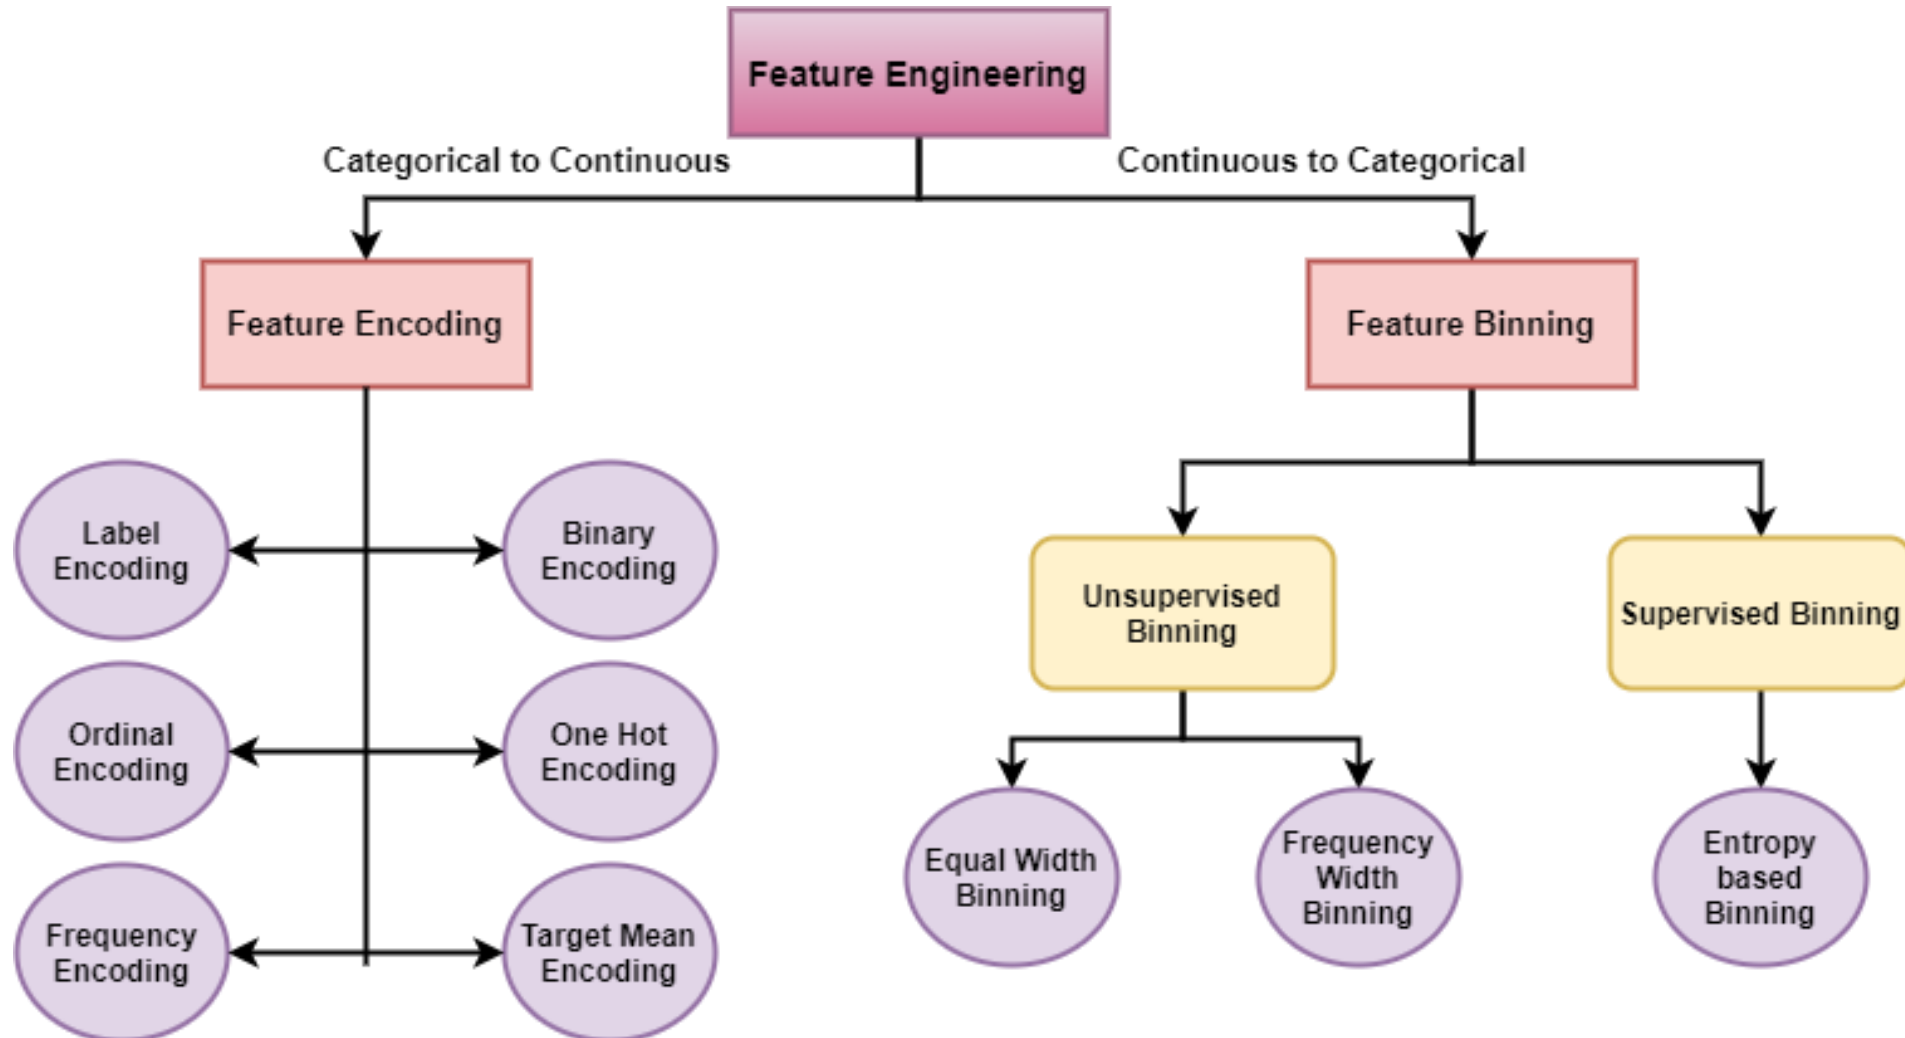 Feature Engineering
Categorical to Continuous
Continuous to Categorical
Feature Encoding
Feature Binning
Label
Encoding
Binary
Encoding
Ordinal
Encoding
One Hot
Encoding
Frequency
Encoding
Target Mean
Encoding
Unsupervised
Binning
Supervised Binning
Equal Width
Binning
Frequency
Width
Binning
Entropy
based
Binning